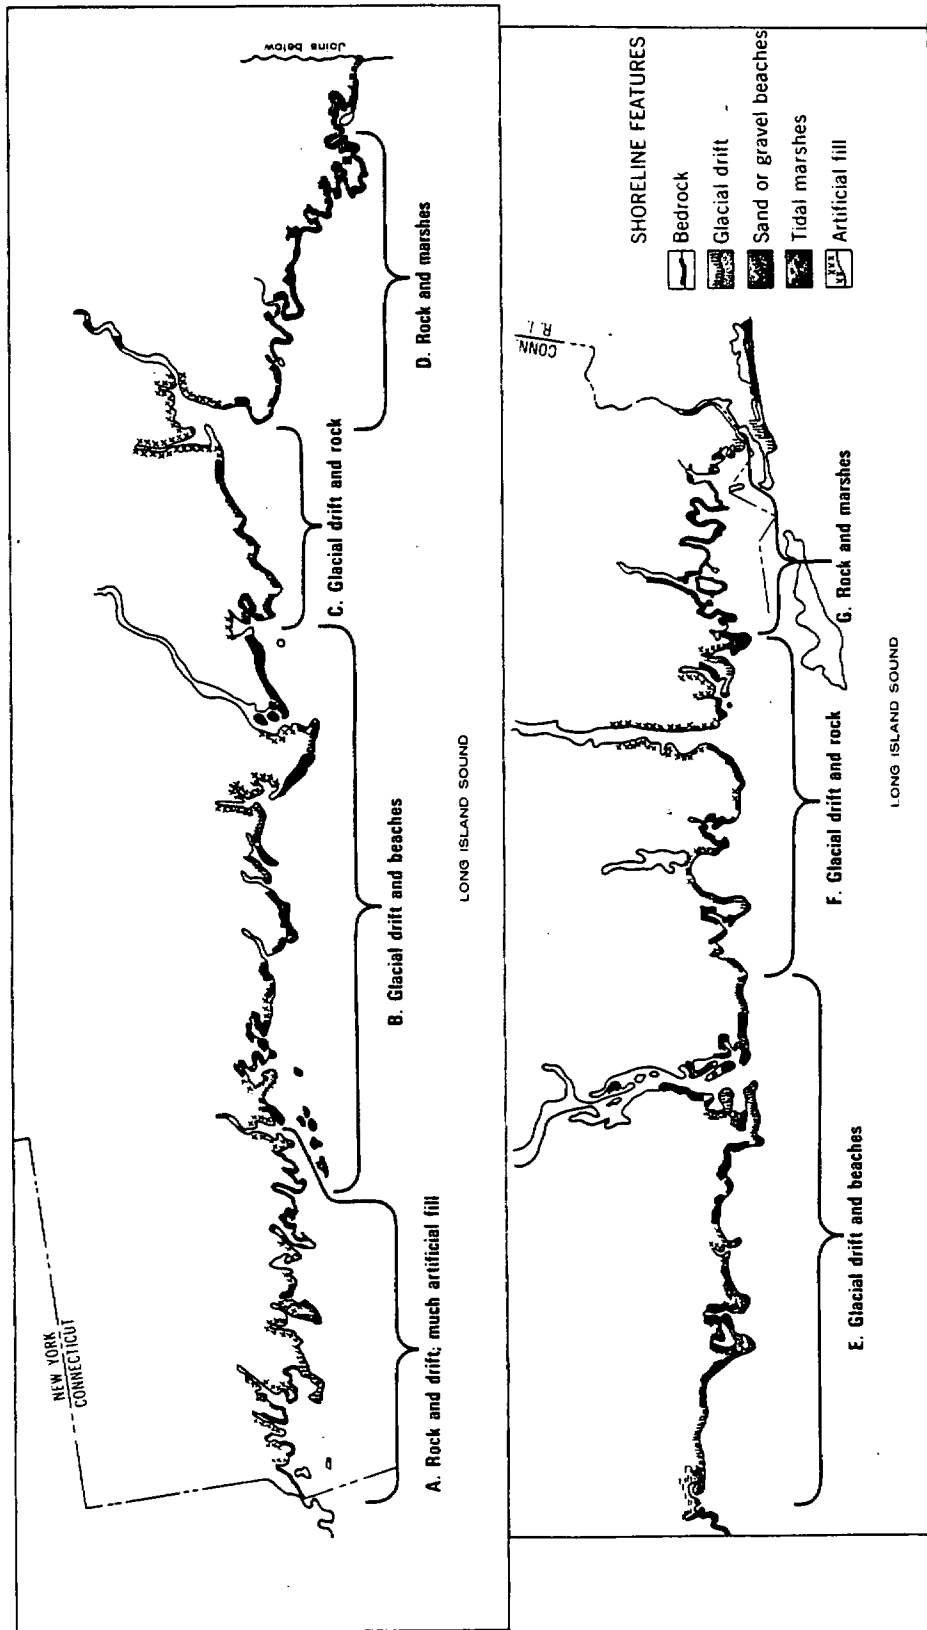 Joins below
NEW YORK
CONNECTICUT
A. Rock and drift; much artificial fill
B. Glacial drift and beaches
C. Glacial drift and rock
D. Rock and marshes
LONG ISLAND SOUND
CONN.
R. I.
E. Glacial drift and beaches
F. Glacial drift and rock
G. Rock and marshes
LONG ISLAND SOUND
SHORELINE FEATURES
Bedrock
Glacial drift
Sand or gravel beaches
Tidal marshes
Artificial fill